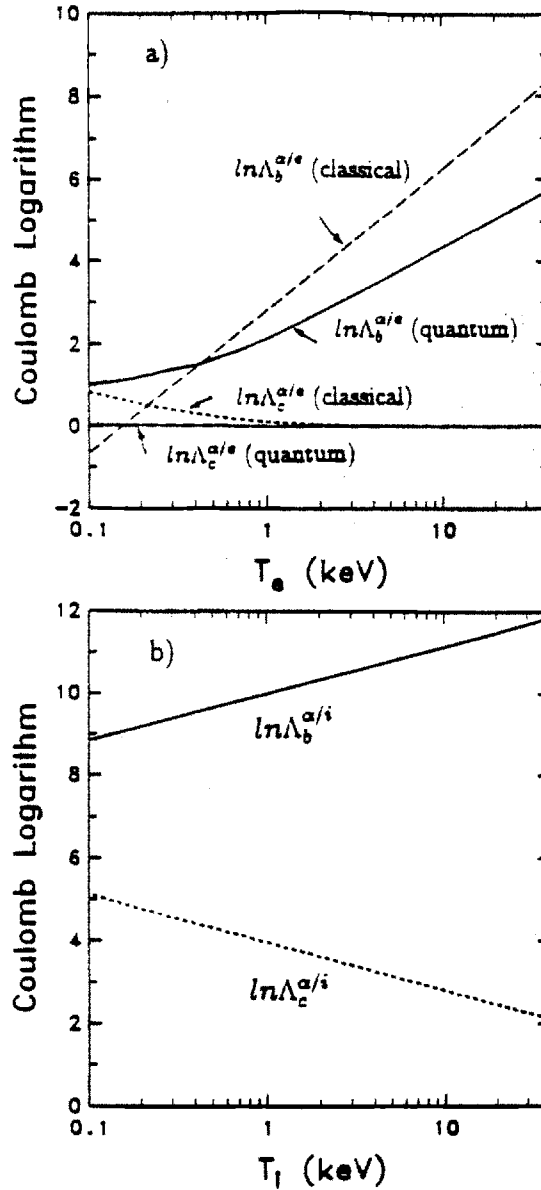 10
a)
8
lnΛ_b^{α/e} (classical)
6
4
lnΛ_b^{α/e} (quantum)
2
lnΛ_c^{α/e} (classical)
0
lnΛ_c^{α/e} (quantum)
-2
0.1 1 10
T_e (keV)
Coulomb Logarithm
12
b)
10
lnΛ_b^{α/i}
8
6
4
lnΛ_c^{α/i}
2
0
0.1 1 10
T_i (keV)
Coulomb Logarithm